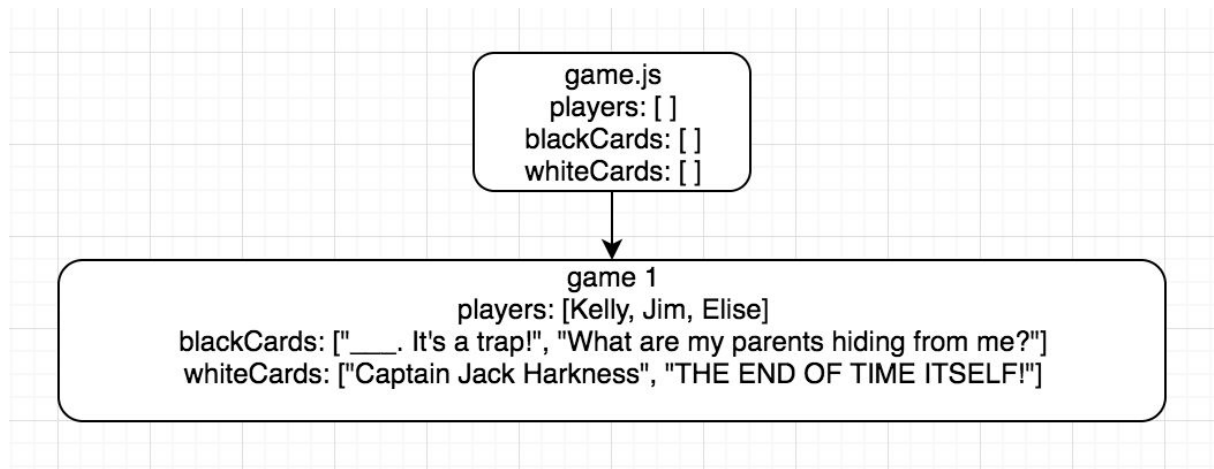 game.js
players: [ ]
blackCards: [ ]
whiteCards: [ ]
game 1
players: [Kelly, Jim, Elise]
blackCards: ["___. It's a trap!", "What are my parents hiding from me?"]
whiteCards: ["Captain Jack Harkness", "THE END OF TIME ITSELF!"]